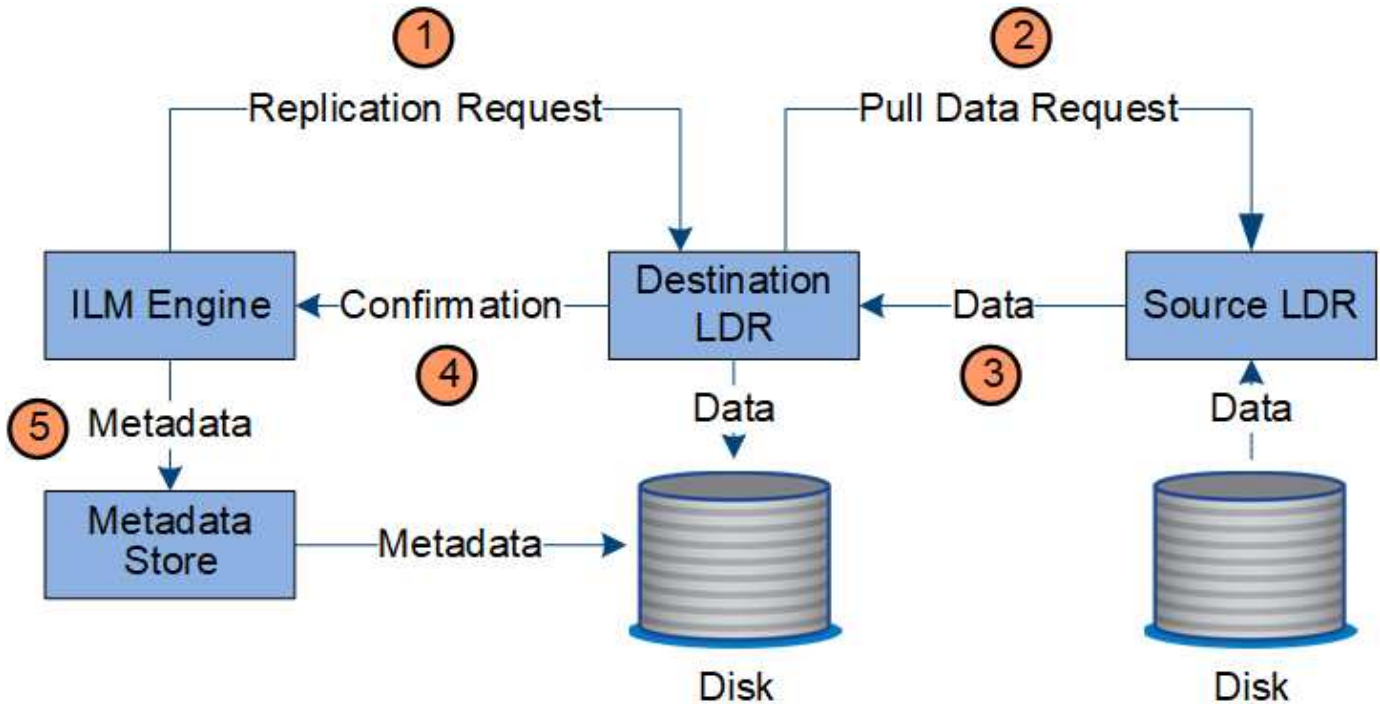 1
2
Replication Request
Pull Data Request
ILM Engine
Confirmation
Destination
LDR
Data
Source LDR
4
3
5
Metadata
Data
Data
Metadata
Store
Metadata
Disk
Disk